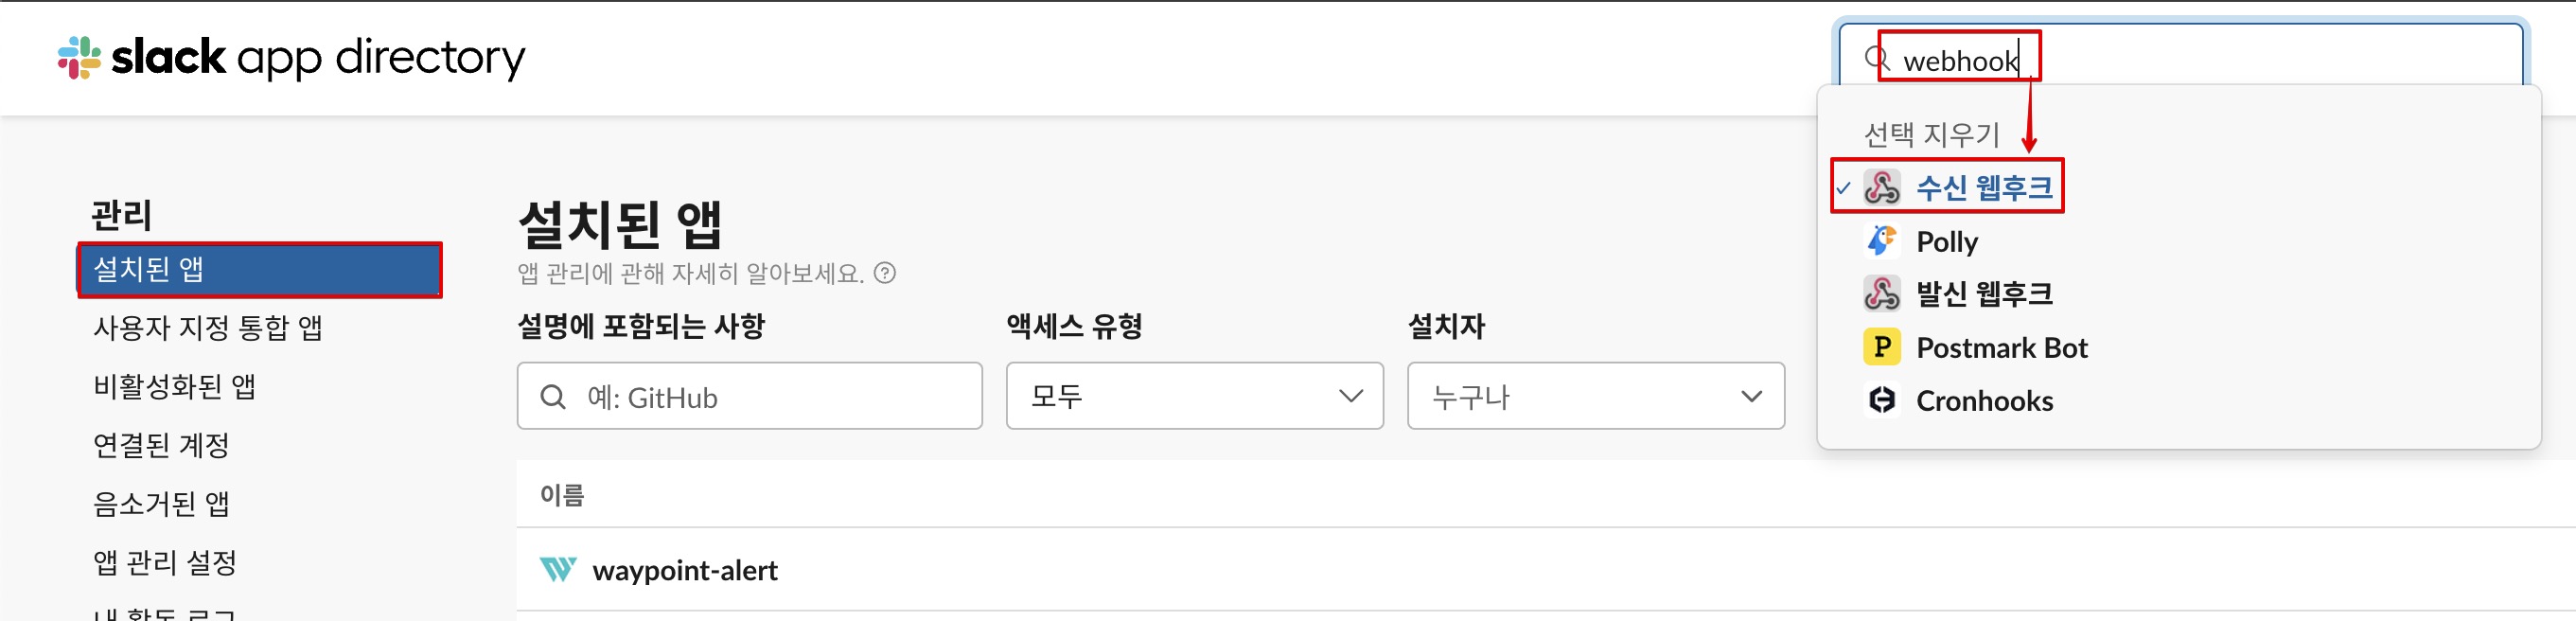 slack app directory
webhook
선택 지우기
수신 웹후크
Polly
발신 웹후크
Postmark Bot
Cronhooks
관리
설치된 앱
사용자 지정 통합 앱
비활성화된 앱
연결된 계정
음소거된 앱
앱 관리 설정
내 활동 로그
설치된 앱
앱 관리에 관해 자세히 알아보세요. ?
설명에 포함되는 사항
액세스 유형
설치자
예: GitHub
모두
누구나
이름
waypoint-alert